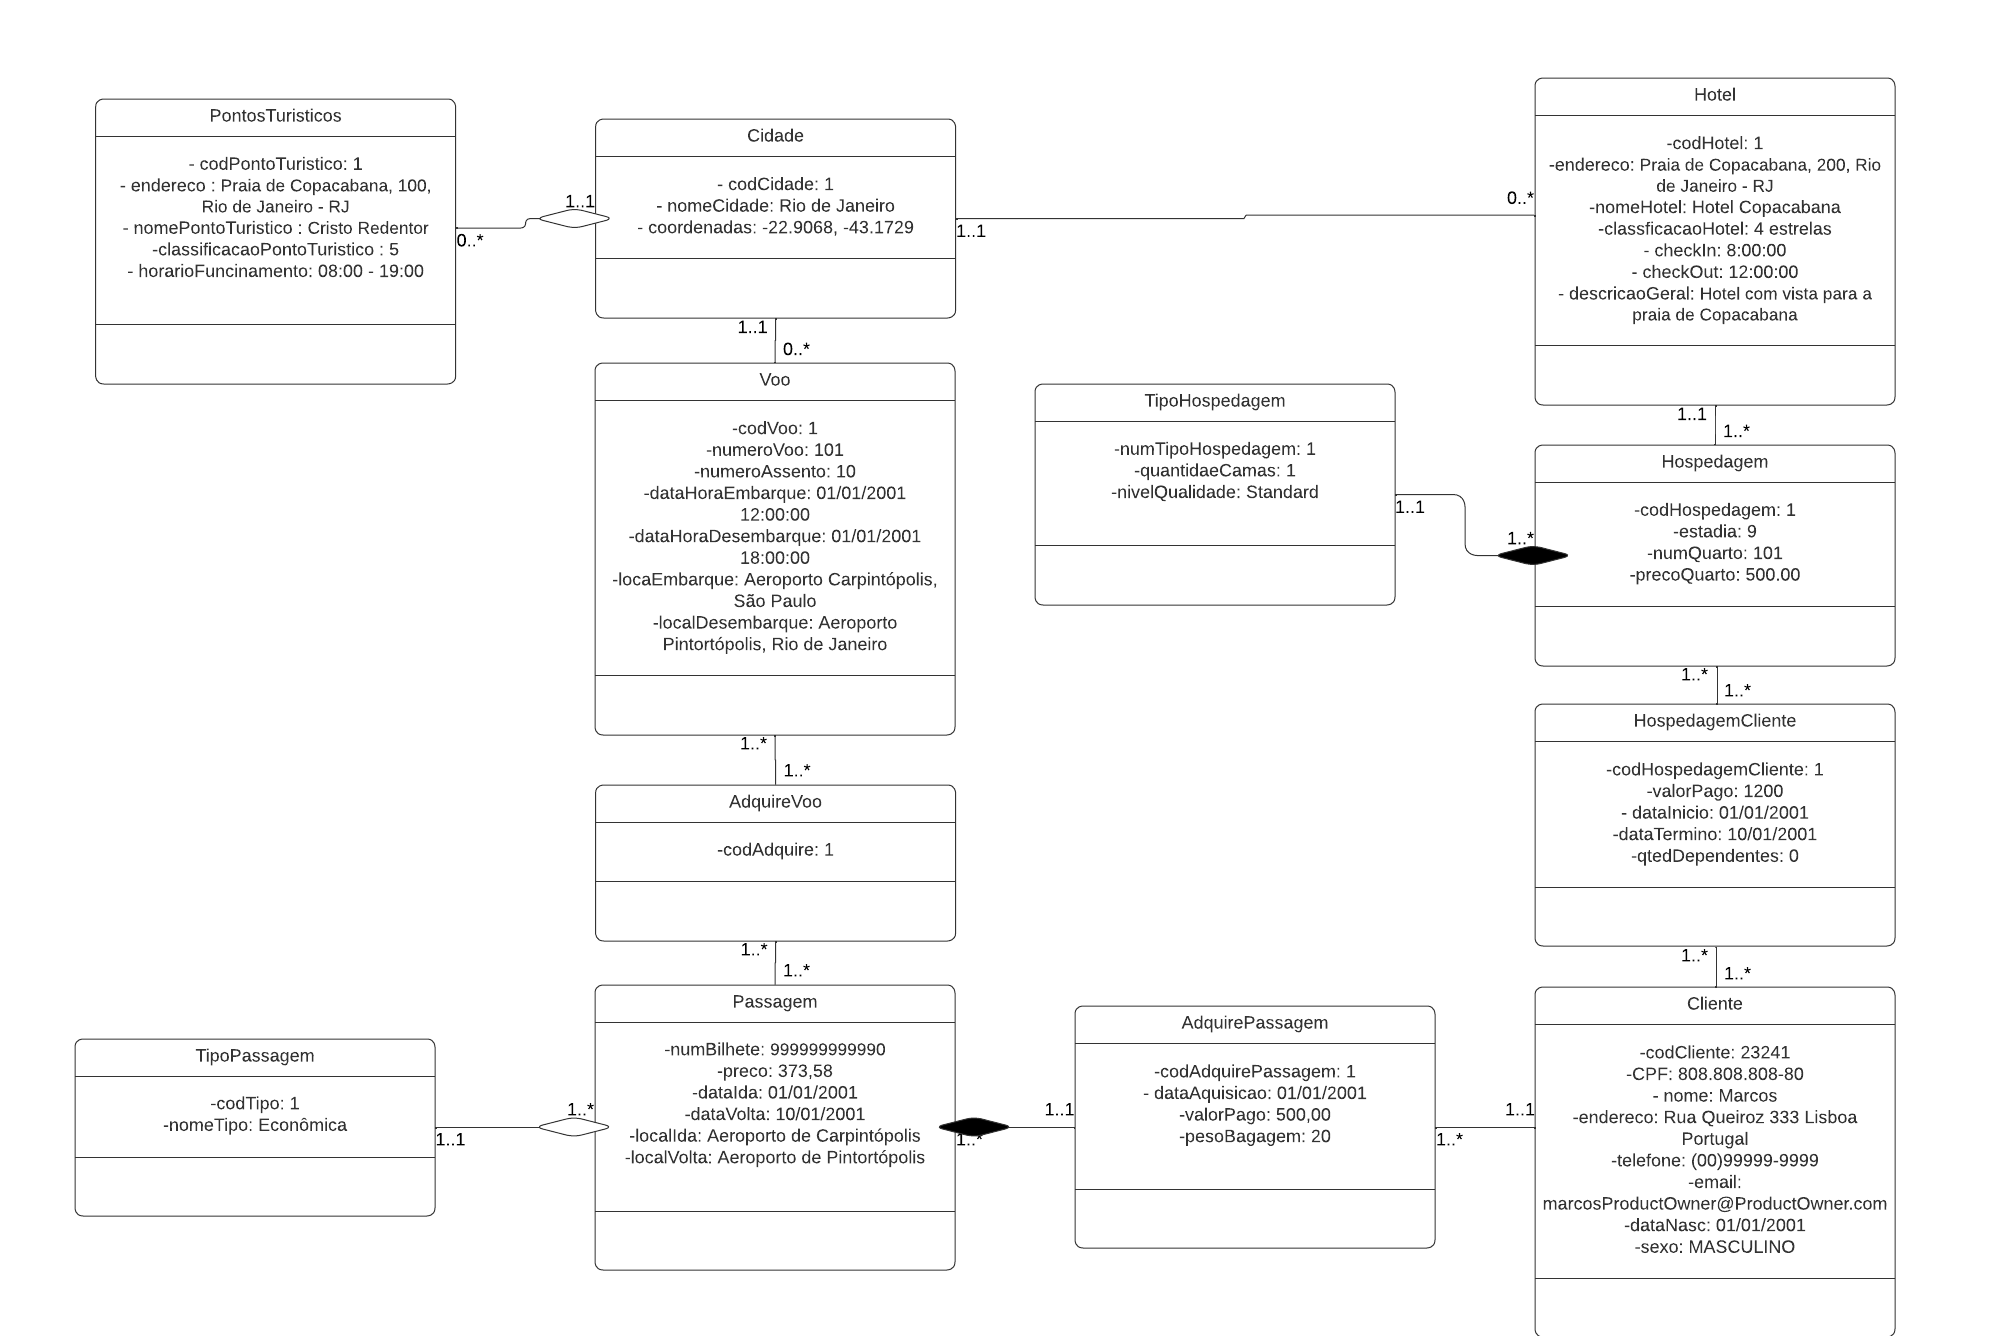 PontosTuristicos
- codPontoTuristico: 1
- endereco : Praia de Copacabana, 100,
Rio de Janeiro - RJ
- nomePontoTuristico : Cristo Redentor
-classificacaoPontoTuristico : 5
- horarioFuncinamento: 08:00 - 19:00
0..*
1..1
Cidade
- codCidade: 1
- nomeCidade: Rio de Janeiro
- coordenadas: -22.9068, -43.1729
1..1
0..*
Hotel
-codHotel: 1
-endereco: Praia de Copacabana, 200, Rio
de Janeiro - RJ
-nomeHotel: Hotel Copacabana
-classficacaoHotel: 4 estrelas
- checkIn: 8:00:00
- checkOut: 12:00:00
- descricaoGeral: Hotel com vista para a
praia de Copacabana
1..1
0..*
Voo
-codVoo: 1
-numeroVoo: 101
-numeroAssento: 10
-dataHoraEmbarque: 01/01/2001
12:00:00
-dataHoraDesembarque: 01/01/2001
18:00:00
-locaEmbarque: Aeroporto Carpintópolis,
São Paulo
-localDesembarque: Aeroporto
Pintortópolis, Rio de Janeiro
TipoHospedagem
-numTipoHospedagem: 1
-quantidaeCamas: 1
-nivelQualidade: Standard
1..1
1..*
1..1
1..*
Hospedagem
-codHospedagem: 1
-estadia: 9
-numQuarto: 101
-precoQuarto: 500.00
1..*
1..*
HospedagemCliente
-codHospedagemCliente: 1
-valorPago: 1200
- dataInicio: 01/01/2001
-dataTermino: 10/01/2001
-qtedDependentes: 0
1..*
1..*
1..*
1..*
AdquireVoo
-codAdquire: 1
1..*
1..*
Passagem
-numBilhete: 999999999990
-preco: 373,58
-dataIda: 01/01/2001
-dataVolta: 10/01/2001
-localIda: Aeroporto de Carpintópolis
-localVolta: Aeroporto de Pintortópolis
TipoPassagem
-codTipo: 1
-nomeTipo: Econômica
1..1
1..*
1..*
1..1
AdquirePassagem
-codAdquirePassagem: 1
- dataAquisicao: 01/01/2001
-valorPago: 500,00
-pesoBagagem: 20
1..*
1..1
Cliente
-codCliente: 23241
-CPF: 808.808.808-80
- nome: Marcos
-endereco: Rua Queiroz 333 Lisboa
Portugal
-telefone: (00)99999-9999
-email:
marcosProductOwner@ProductOwner.com
-dataNasc: 01/01/2001
-sexo: MASCULINO